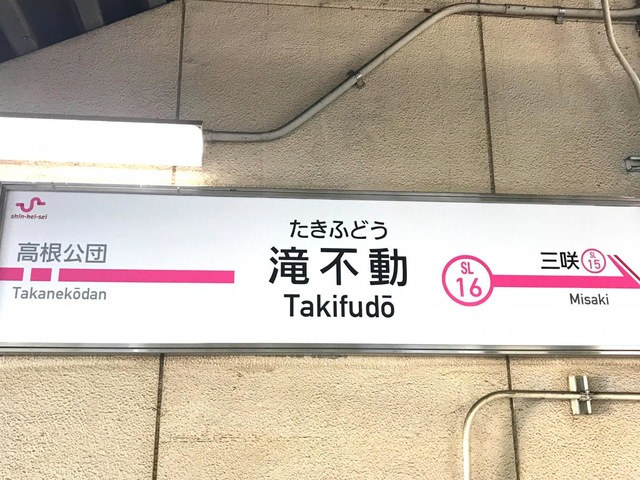 shin-kei-sei
高根公団
Takanekōdan
たきふどう
滝不動
Takifudō
SL
16
三咲
SL
15
Misaki